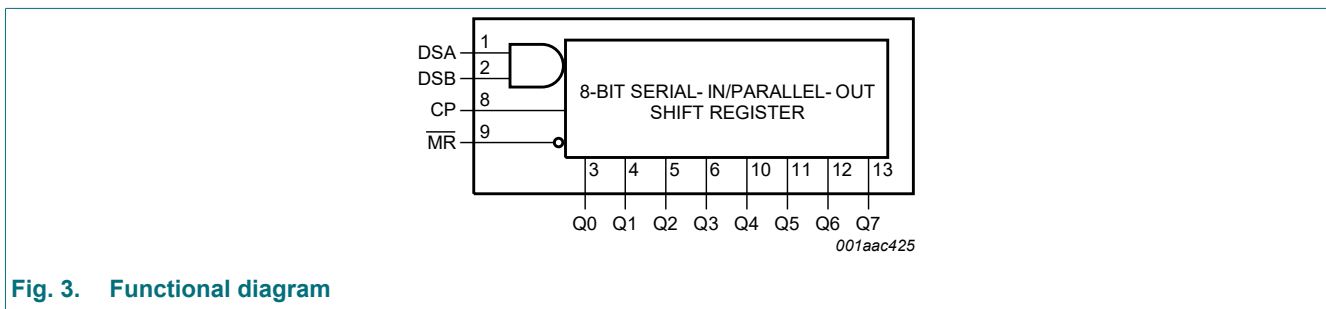 DSA 1
DSB 2
CP 8
MR 9
8-BIT SERIAL- IN/PARALLEL- OUT
SHIFT REGISTER
3 4 5 6 10 11 12 13
Q0 Q1 Q2 Q3 Q4 Q5 Q6 Q7
001aac425
Fig. 3. Functional diagram